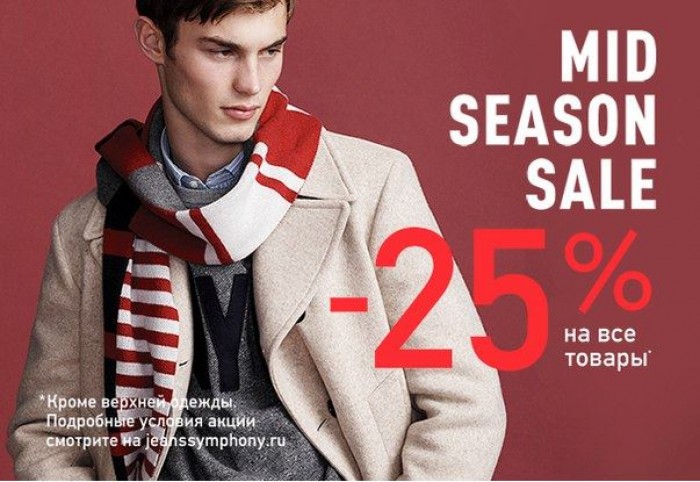 MID
SEASON
SALE
-25%
на все
товары*
Y
*Кроме верхней одежды.
Подробные условия акции
смотрите на jeanssymphony.ru